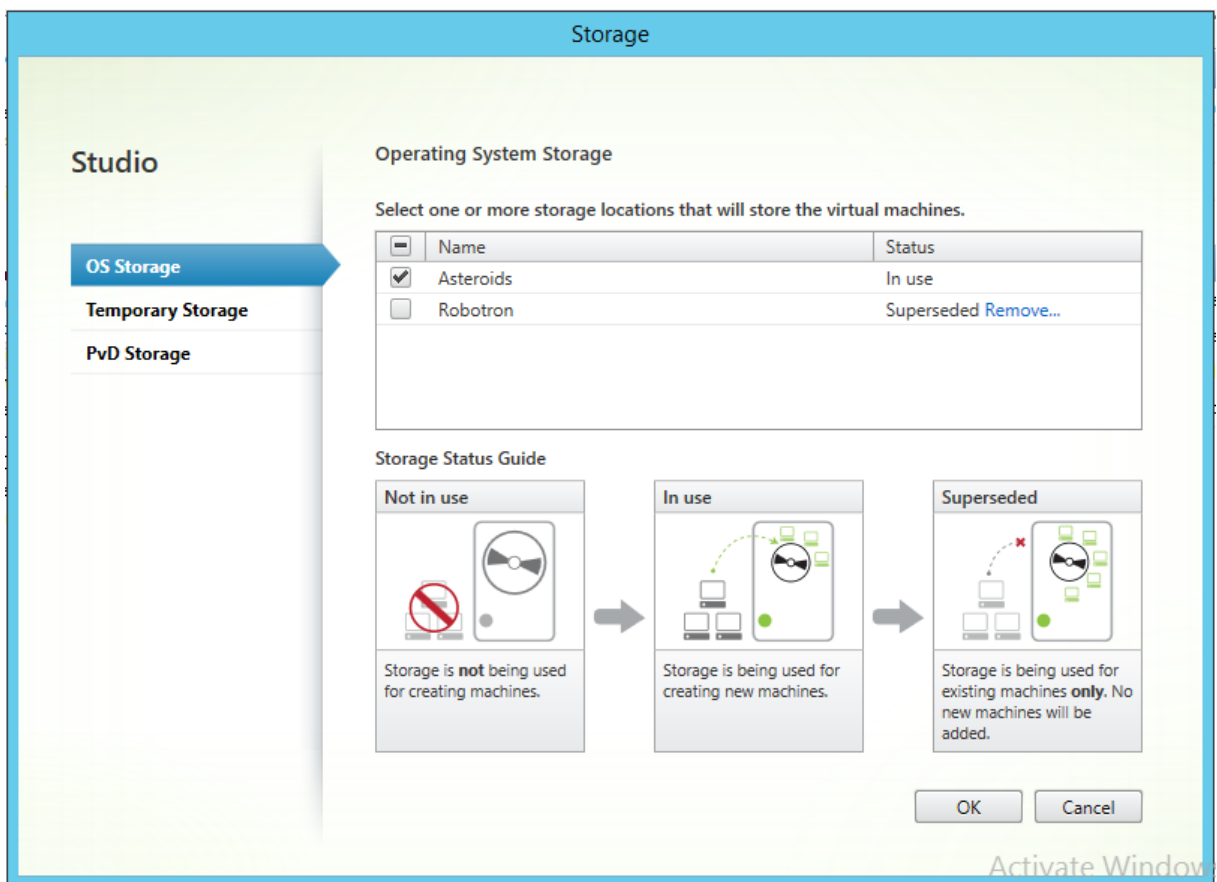 Storage
Studio
OS Storage
Temporary Storage
PvD Storage
Operating System Storage
Select one or more storage locations that will store the virtual machines.
Name Status
Asteroids In use
Robotron Superseded Remove...
Storage Status Guide
Not in use
Storage is not being used
for creating machines.
In use
Storage is being used for
creating new machines.
Superseded
Storage is being used for
existing machines only. No
new machines will be
added.
OK Cancel
Activate Window